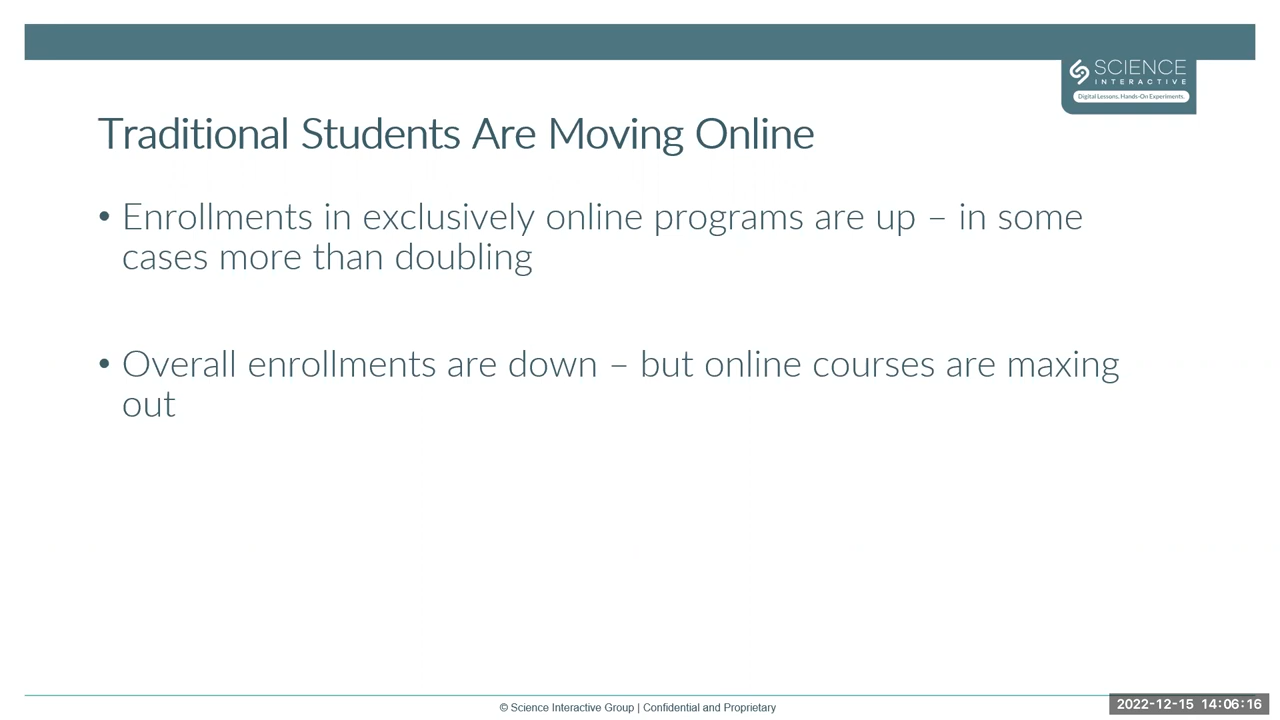 SCIENCE
INTERACTIVE
Digital Lessons, Hands-On Experiments.
Traditional Students Are Moving Online
• Enrollments in exclusively online programs are up – in some
cases more than doubling
• Overall enrollments are down – but online courses are maxing
out
© Science Interactive Group | Confidential and Proprietary
2022-12-15 14:06:16